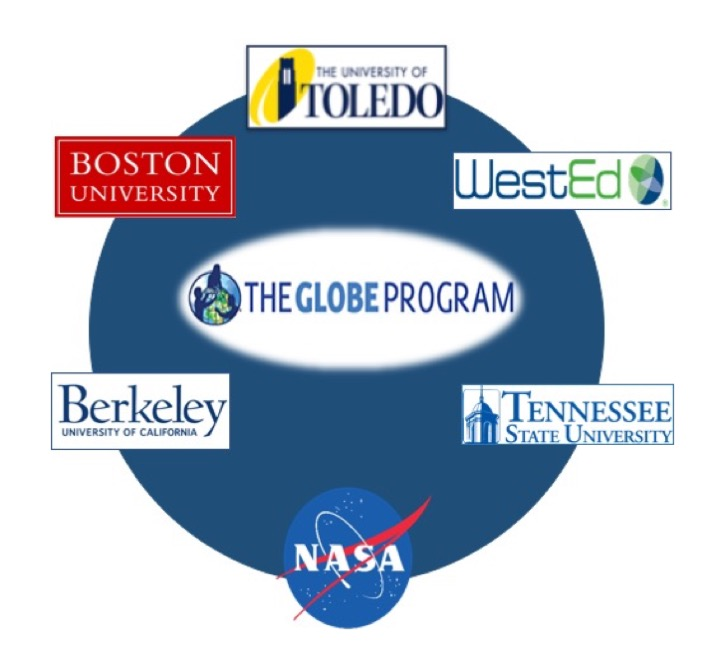 THE UNIVERSITY OF
TOLEDO
BOSTON
UNIVERSITY
WestEd
®
THE GLOBE PROGRAM
Berkeley
UNIVERSITY OF CALIFORNIA
TENNESSEE
STATE UNIVERSITY
NASA